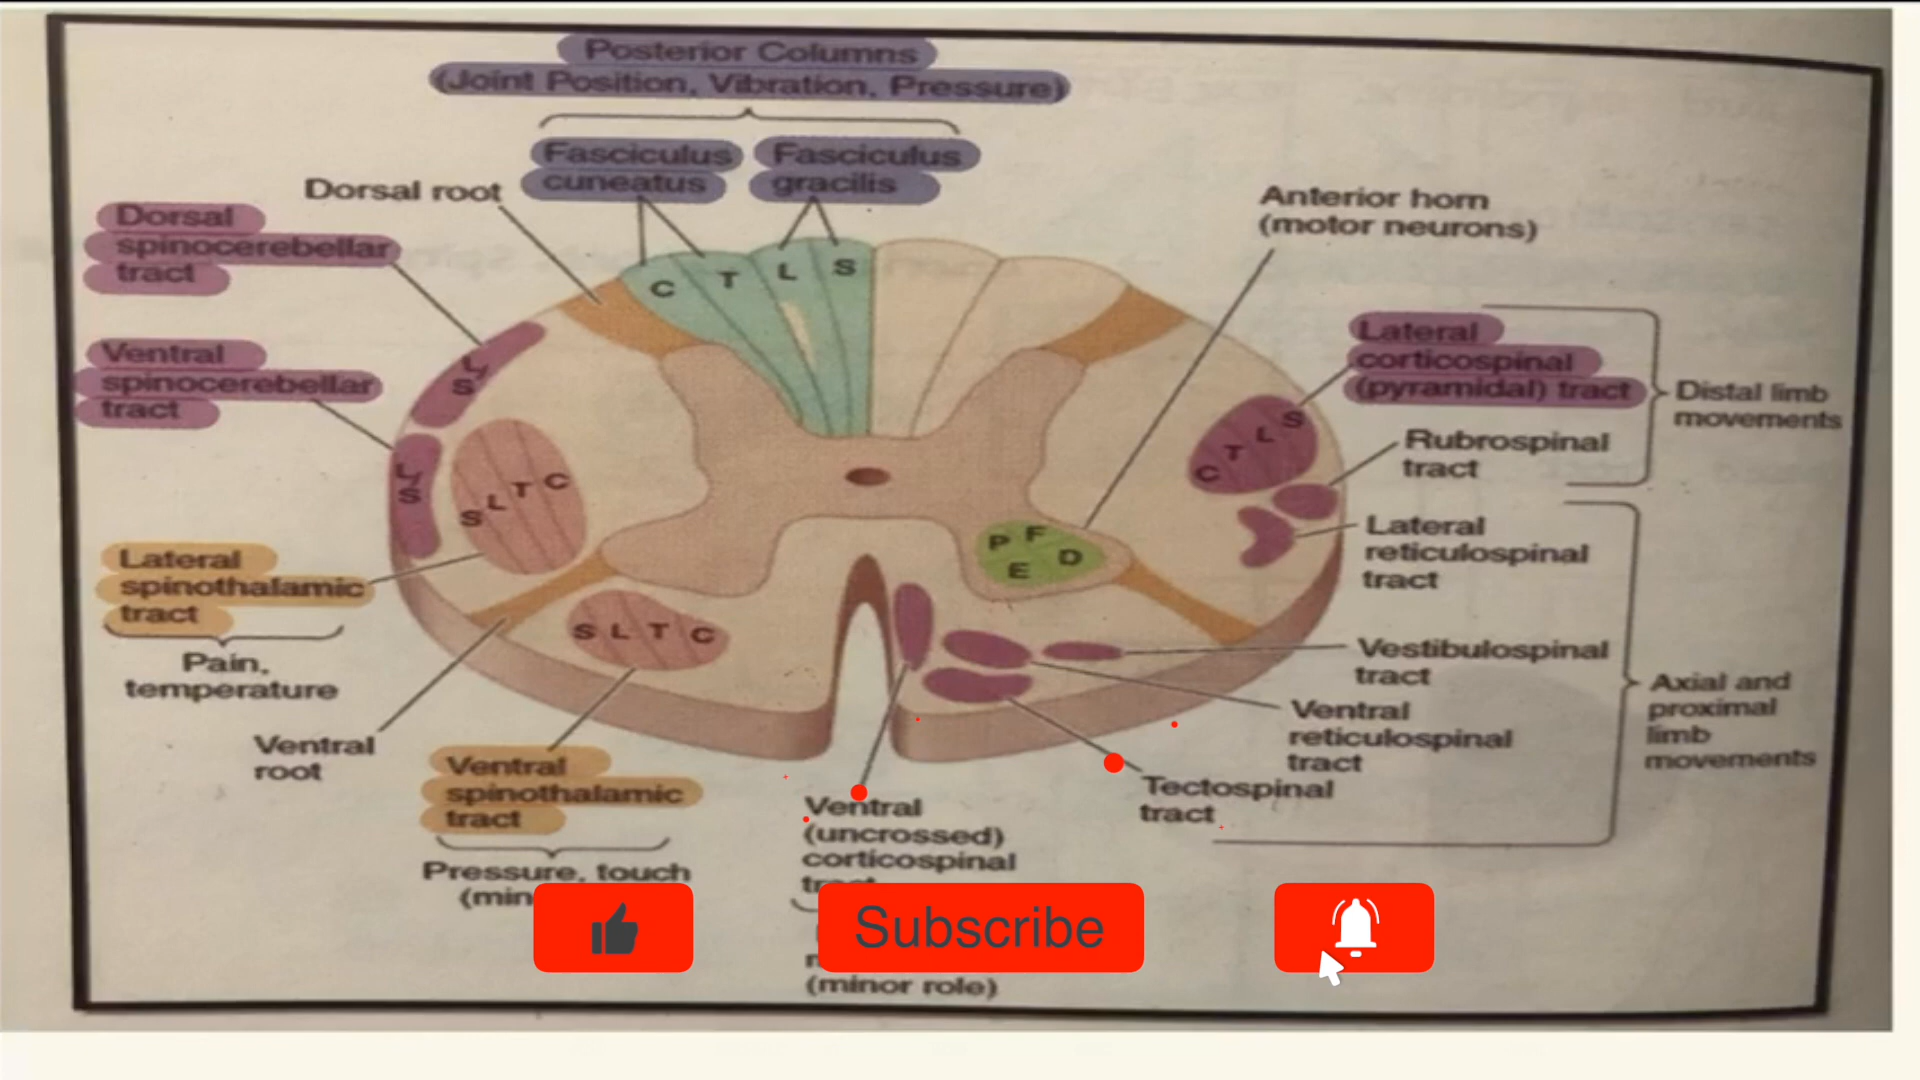 Posterior Columns
(Joint Position, Vibration, Pressure)
Fasciculus
cuneatus
Fasciculus
gracilis
Dorsal root
Anterior horn
(motor neurons)
Dorsal
spinocerebellar
tract
C T L S
Ventral
spinocerebellar
tract
L
S
Lateral
corticospinal
(pyramidal) tract
Distal limb
movements
C T L S
Rubrospinal
tract
L
S
S L T C
Lateral
reticulospinal
tract
P F
E D
Lateral
spinothalamic
tract
Pain,
temperature
S L T C
Vestibulospinal
tract
Axial and
proximal
limb
movements
Ventral
reticulospinal
tract
Ventral
root
Ventral
spinothalamic
tract
Tectospinal
tract
Ventral
(uncrossed)
corticospinal
Pressure, touch
Subscribe
(minor role)